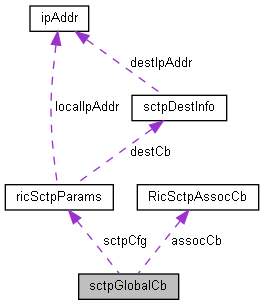 ipAddr
destIpAddr
localIpAddr
sctpDestInfo
destCb
ricSctpParams
RicSctpAssocCb
sctpCfg
assocCb
sctpGlobalCb